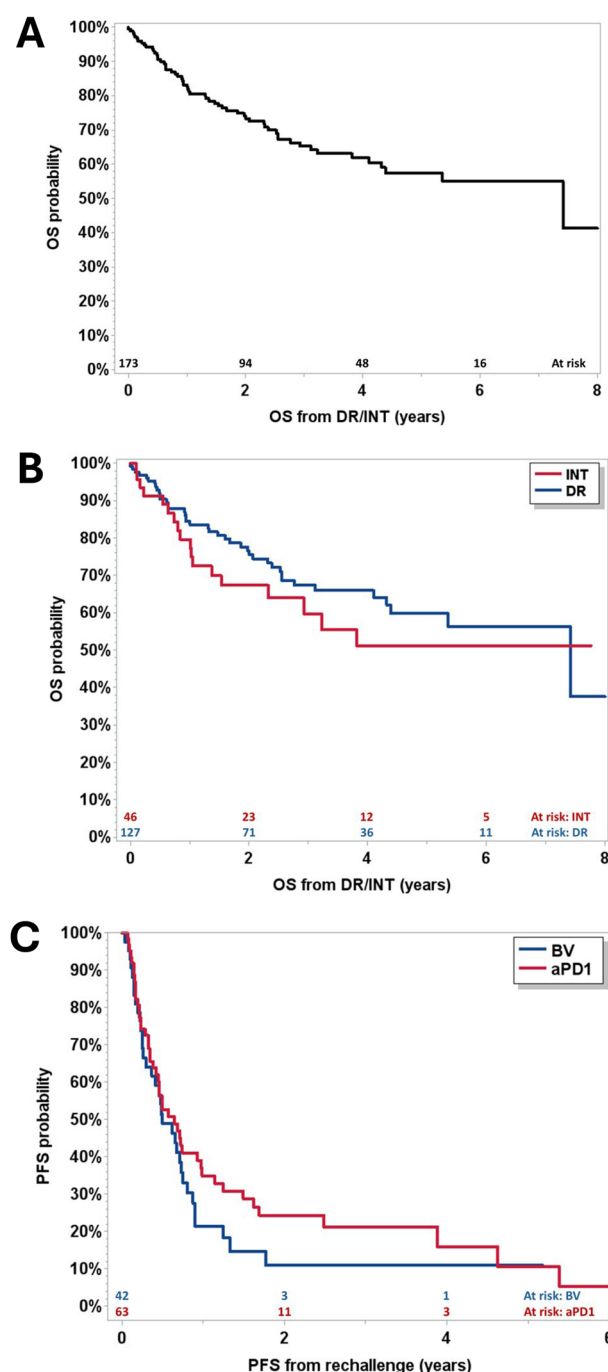 A
100%
90%
80%
70%
60%
50%
40%
30%
20%
10%
0%
OS probability
173 94 48 16 At risk
0 2 4 6 8
OS from DR/INT (years)
B
100%
90%
80%
70%
60%
50%
40%
30%
20%
10%
0%
OS probability
INT
DR
46 23 12 5 At risk: INT
127 71 36 11 At risk: DR
0 2 4 6 8
OS from DR/INT (years)
C
100%
90%
80%
70%
60%
50%
40%
30%
20%
10%
0%
PFS probability
BV
aPD1
42 3 1 At risk: BV
63 11 3 At risk: aPD1
0 2 4 6
PFS from rechallenge (years)